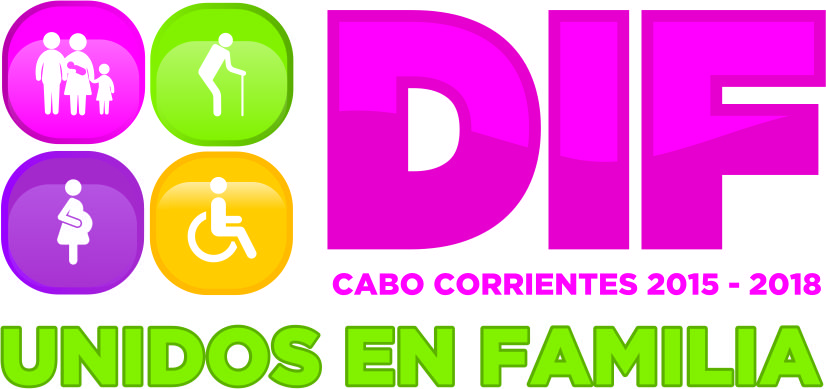 DIF
CABO CORRIENTES 2015 - 2018
UNIDOS EN FAMILIA